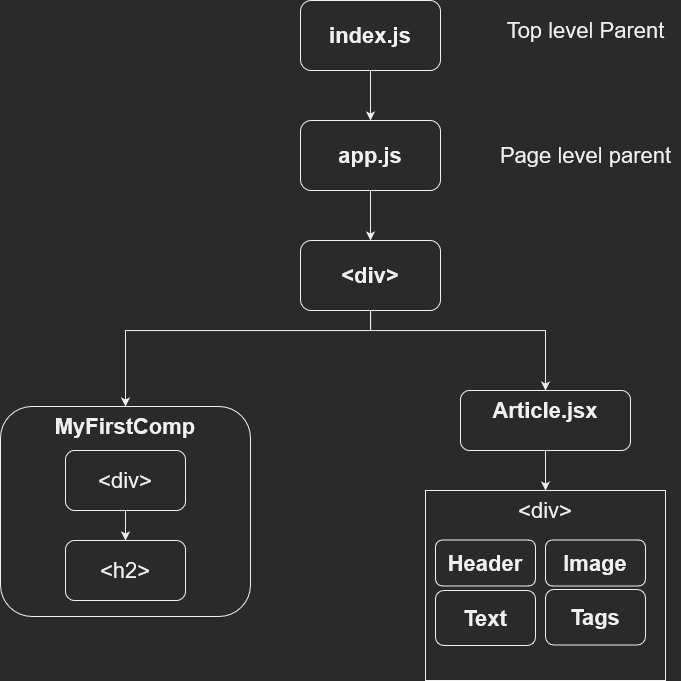 index.js
Top level Parent
app.js
Page level parent
<div>
MyFirstComp
<div>
<h2>
Article.jsx
<div>
Header
Image
Text
Tags